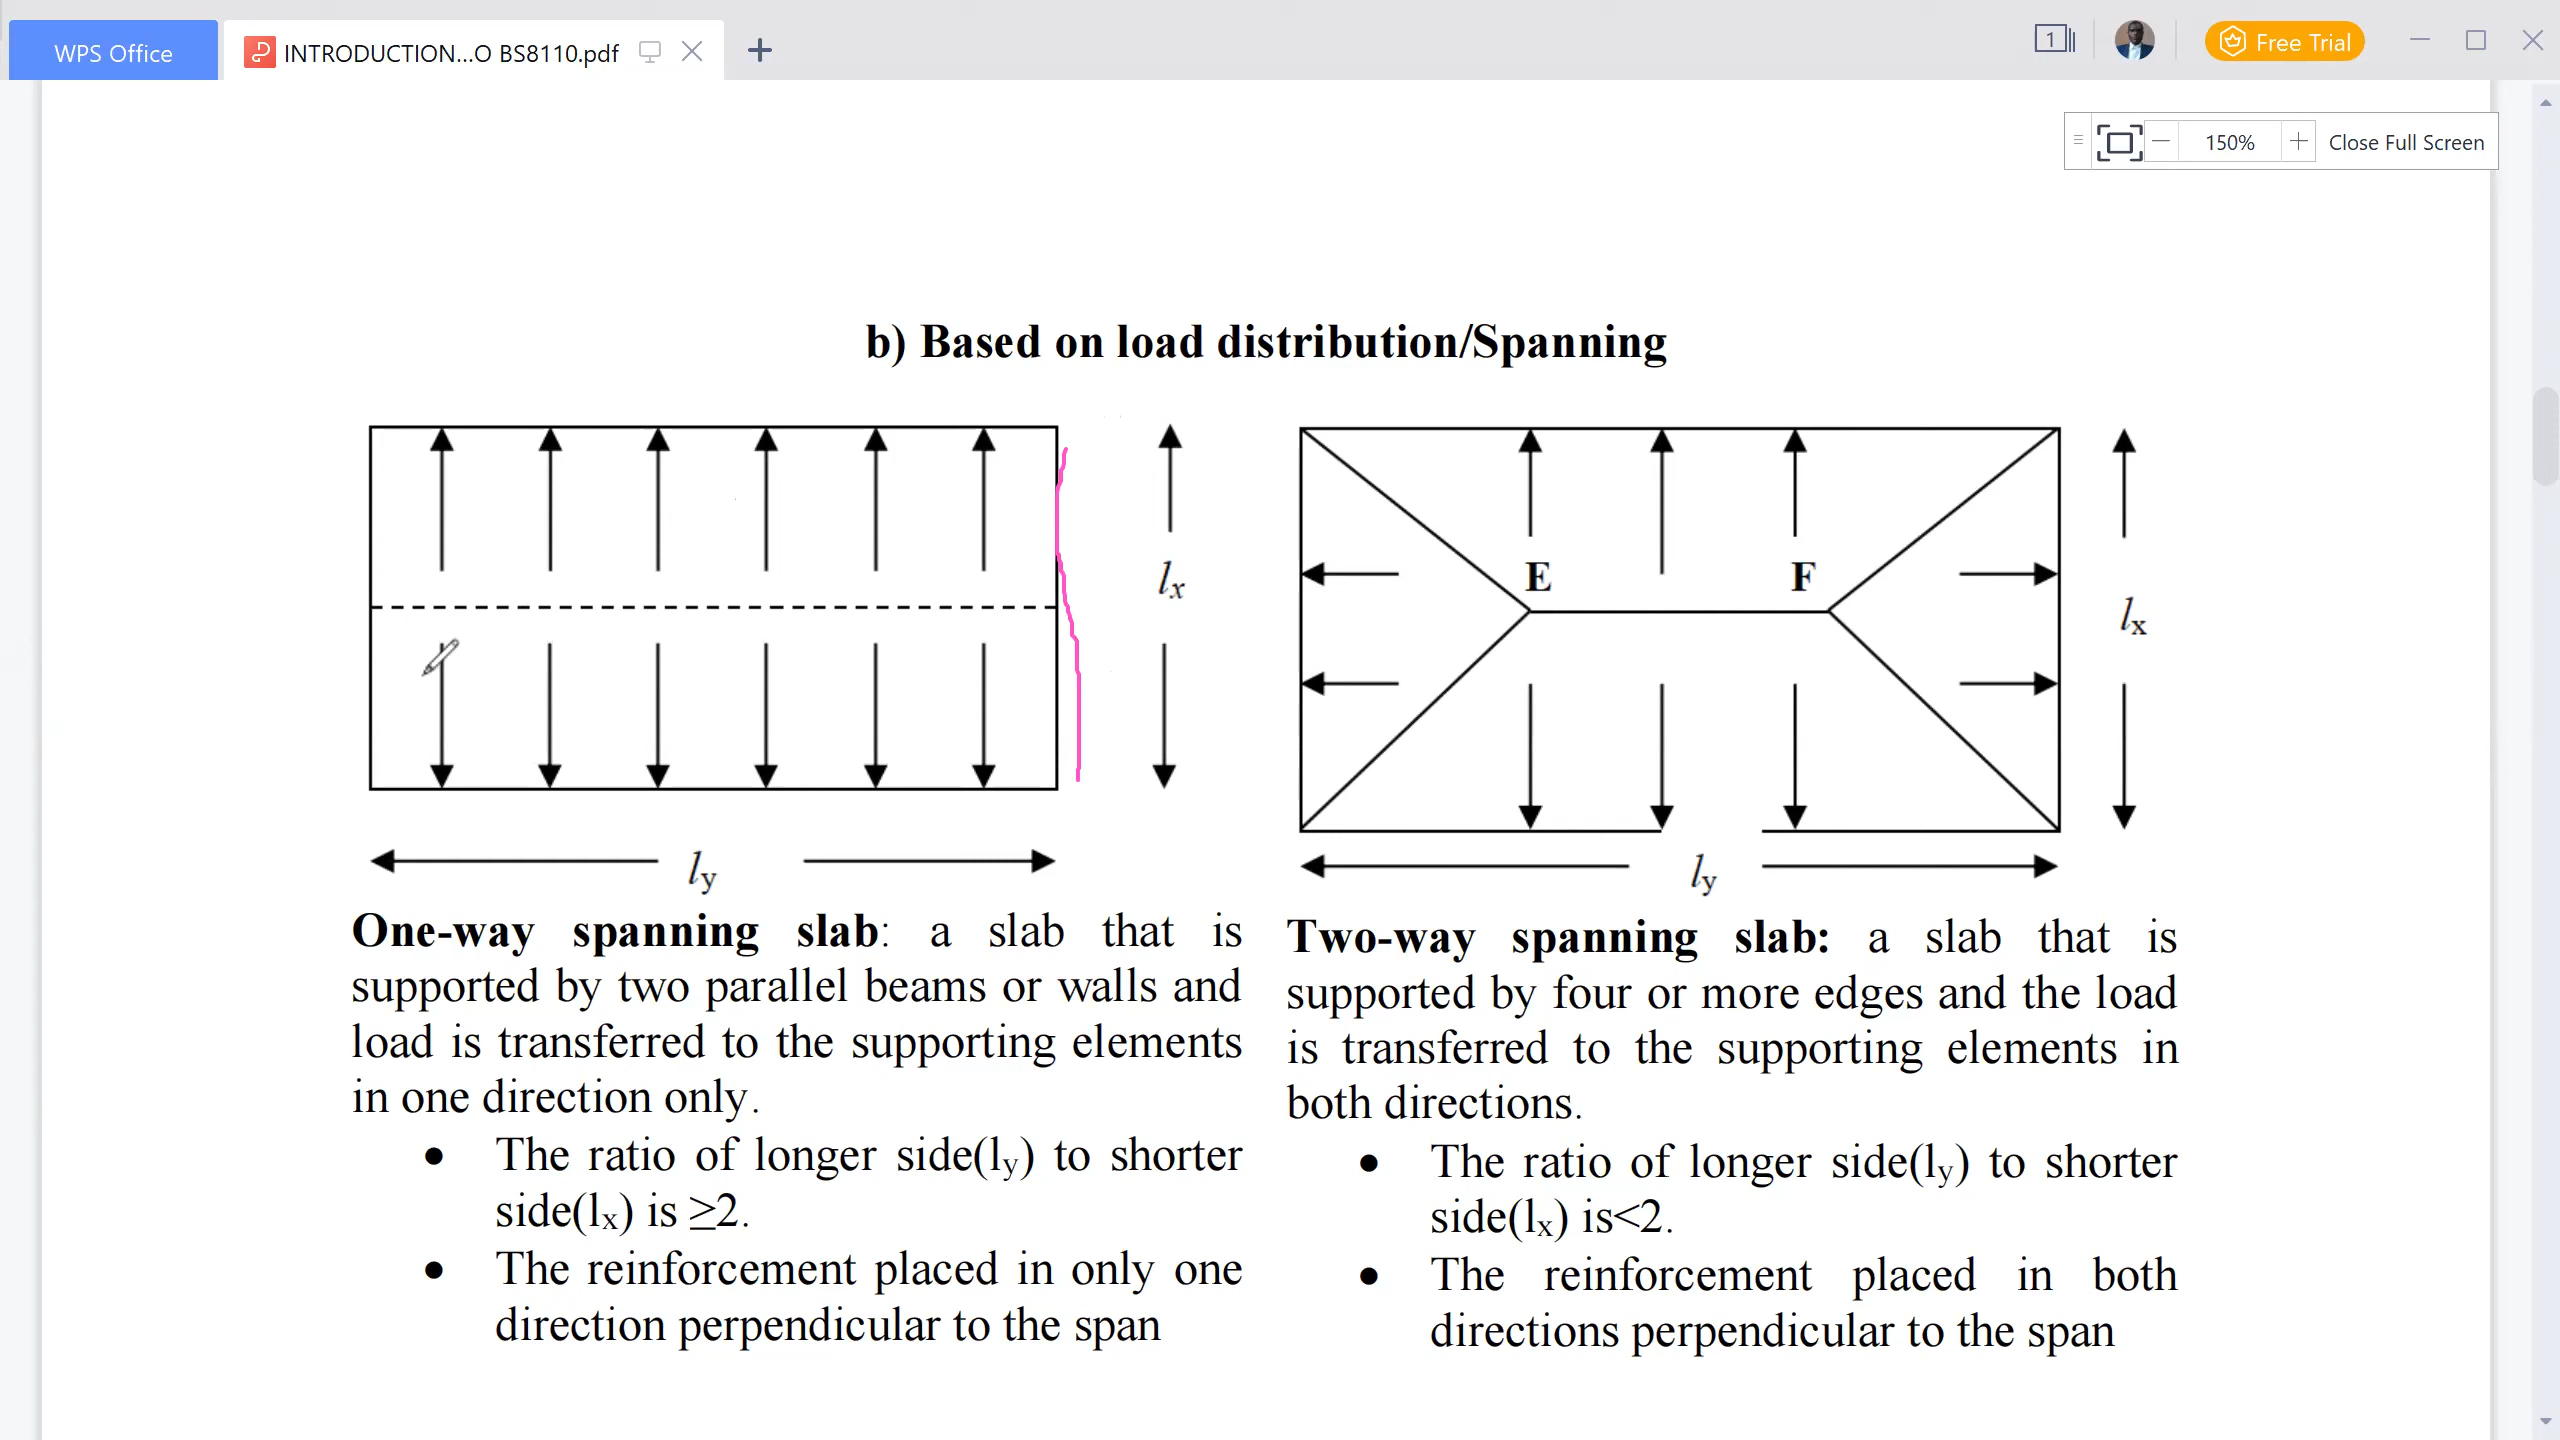 WPS Office
INTRODUCTION...O BS8110.pdf
1
Free Trial
150%
Close Full Screen
b) Based on load distribution/Spanning
lx
E
F
lx
ly
ly
One-way spanning slab: a slab that is
supported by two parallel beams or walls and
load is transferred to the supporting elements
in one direction only.
• The ratio of longer side(ly) to shorter
side(lx) is ≥2.
• The reinforcement placed in only one
direction perpendicular to the span
Two-way spanning slab: a slab that is
supported by four or more edges and the load
is transferred to the supporting elements in
both directions.
• The ratio of longer side(ly) to shorter
side(lx) is<2.
• The reinforcement placed in both
directions perpendicular to the span